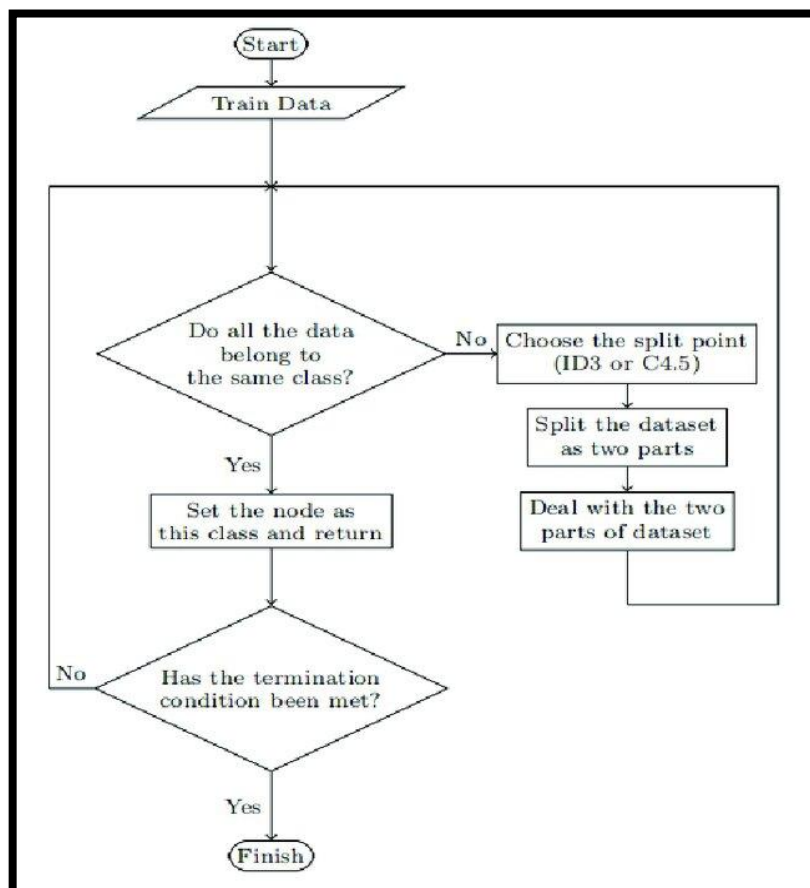 Start
Train Data
Do all the data
belong to
the same class?
No
Choose the split point
(ID3 or C4.5)
Split the dataset
as two parts
Deal with the two
parts of dataset
Yes
Set the node as
this class and return
No
Has the termination
condition been met?
Yes
Finish